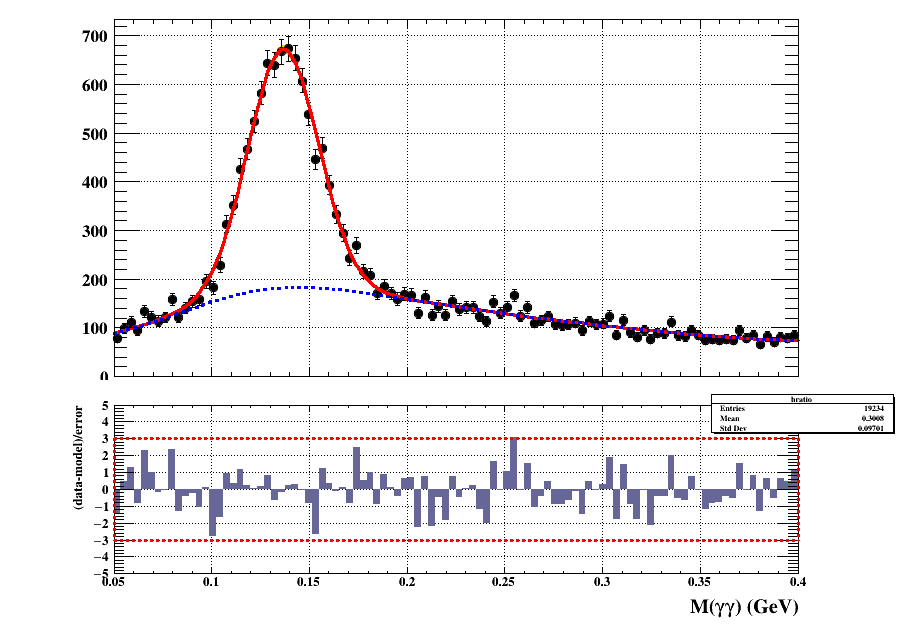 700
600
500
400
300
200
100
0
(data-model)/error
5
4
3
2
1
0
−1
−2
−3
−4
−5
hratio
Entries 19234
Mean 0.3008
Std Dev 0.09701
0.05 0.1 0.15 0.2 0.25 0.3 0.35 0.4
M(γγ) (GeV)